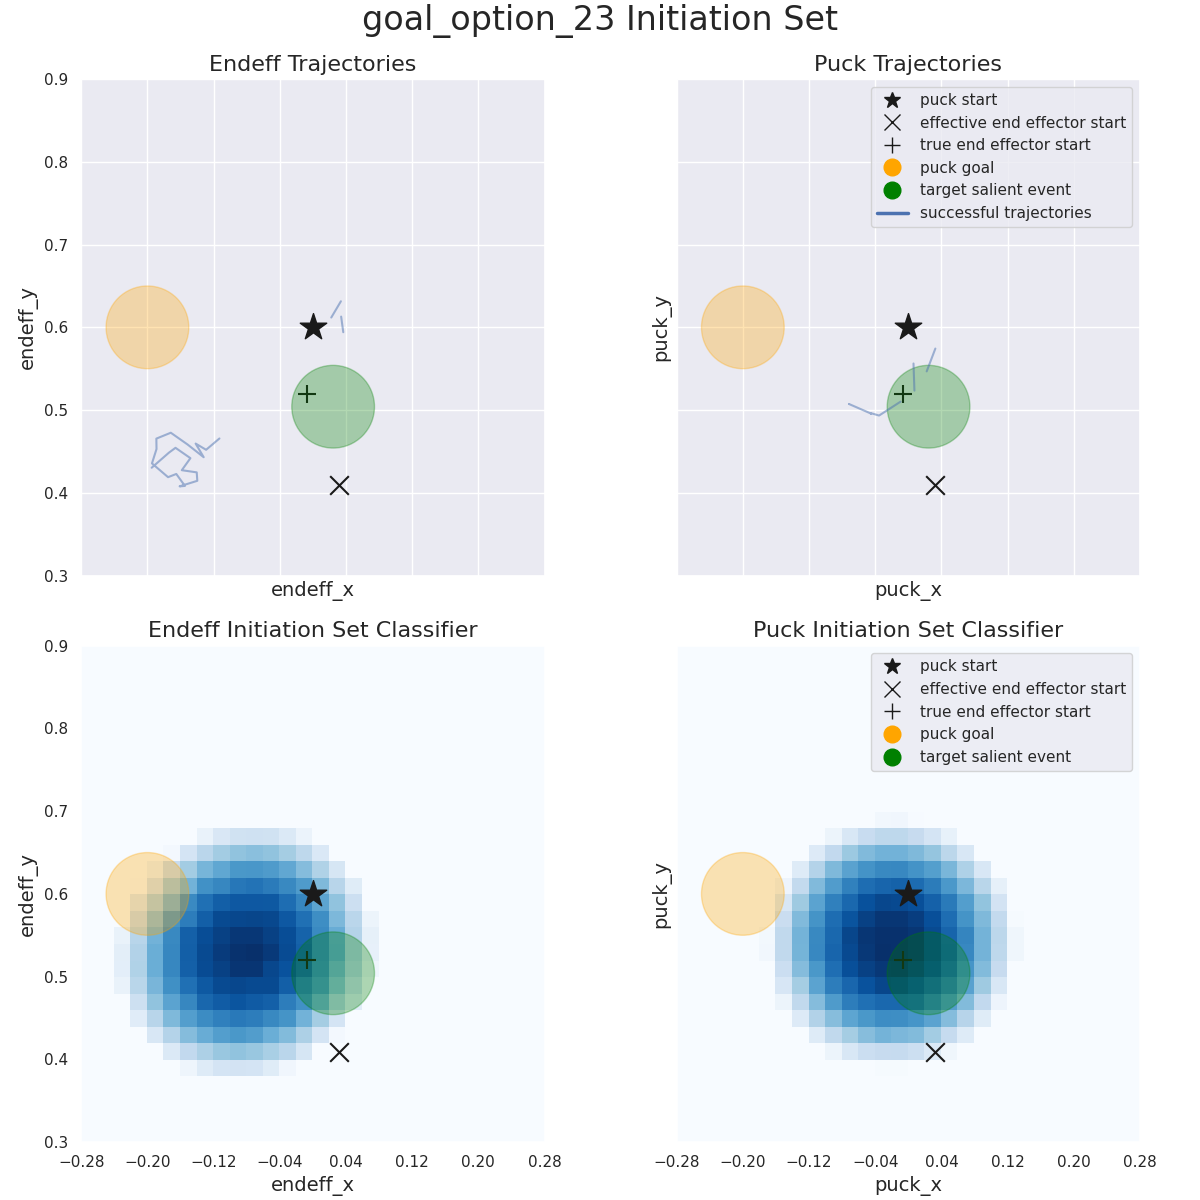 goal_option_23 Initiation Set
Endeff Trajectories
0.9
0.8
0.7
0.6
0.5
0.4
0.3
endeff_y
endeff_x
Puck Trajectories
puck start
effective end effector start
true end effector start
puck goal
target salient event
successful trajectories
puck_y
puck_x
Endeff Initiation Set Classifier
0.9
0.8
0.7
0.6
0.5
0.4
0.3
endeff_y
−0.28 −0.20 −0.12 −0.04 0.04 0.12 0.20 0.28
endeff_x
Puck Initiation Set Classifier
puck start
effective end effector start
true end effector start
puck goal
target salient event
puck_y
−0.28 −0.20 −0.12 −0.04 0.04 0.12 0.20 0.28
puck_x